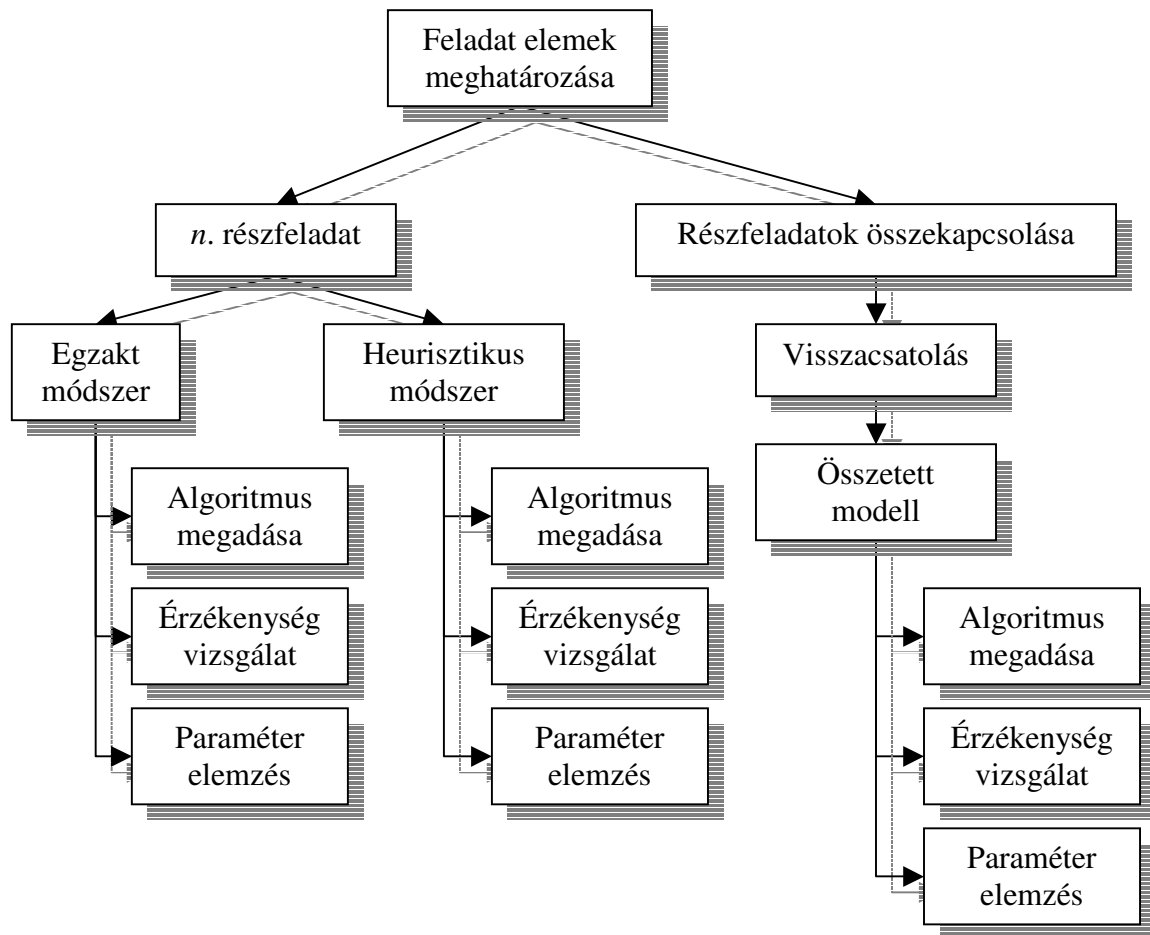 Feladat elemek
meghatározása
n. részfeladat
Részfeladatok összekapcsolása
Egzakt
módszer
Heurisztikus
módszer
Visszacsatolás
Összetett
modell
Algoritmus
megadása
Érzékenység
vizsgálat
Paraméter
elemzés
Algoritmus
megadása
Érzékenység
vizsgálat
Paraméter
elemzés
Algoritmus
megadása
Érzékenység
vizsgálat
Paraméter
elemzés